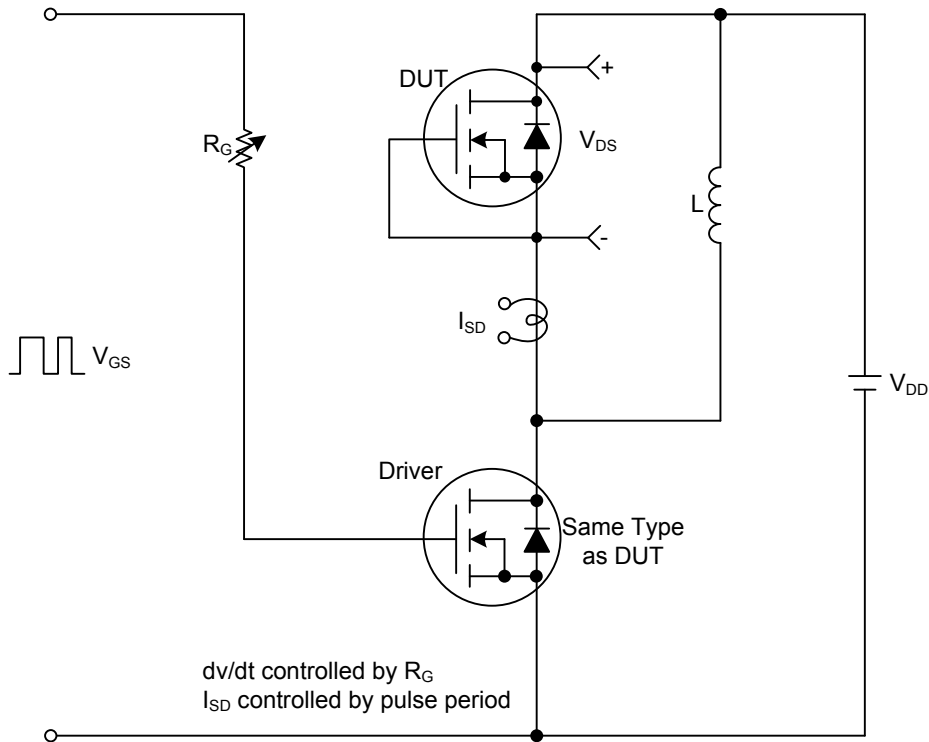 DUT
+
R_G
V_DS
L
-
I_SD
V_GS
V_DD
Driver
Same Type
as DUT
dv/dt controlled by R_G
I_SD controlled by pulse period